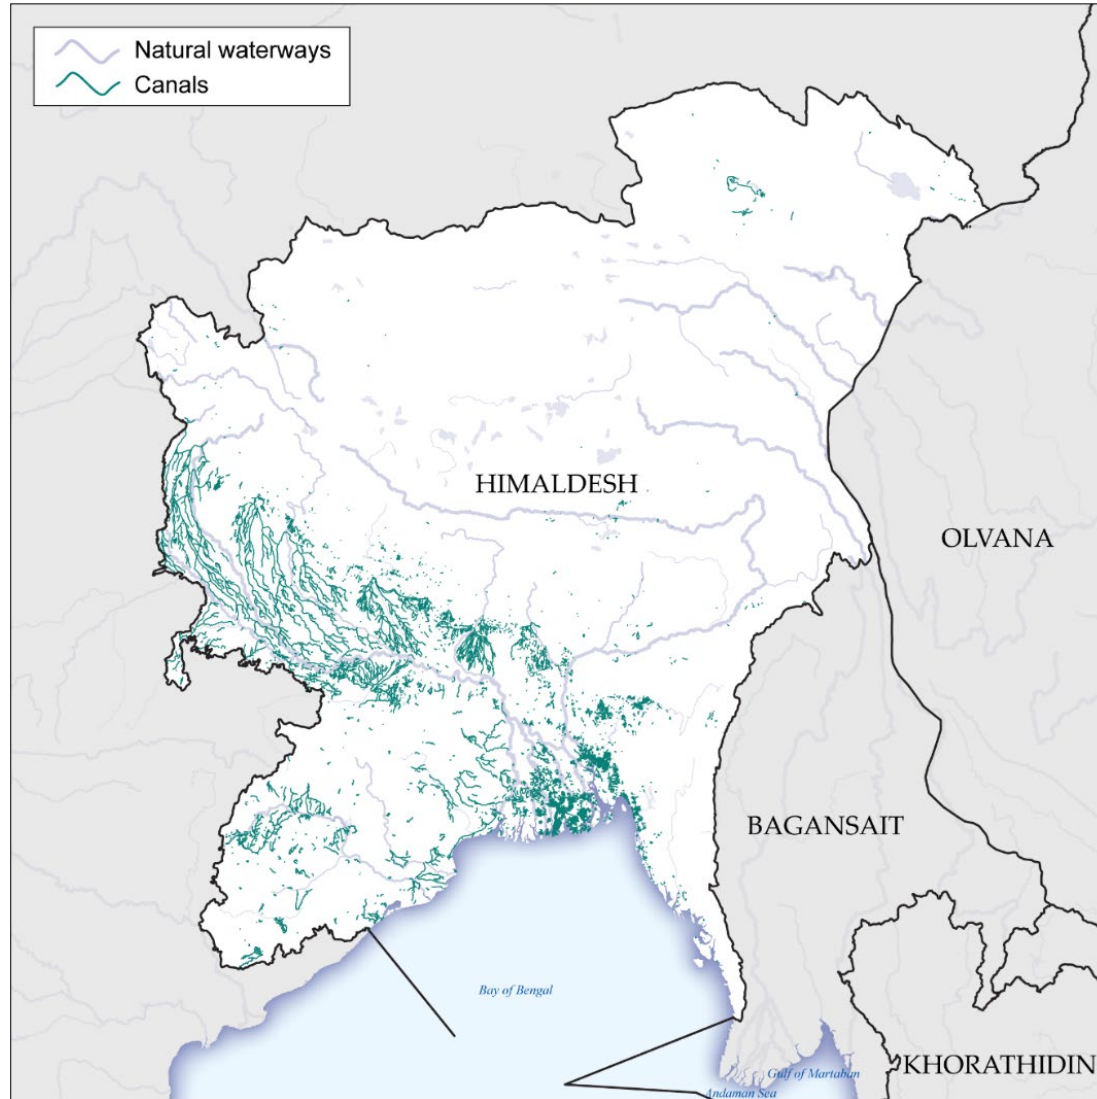 Natural waterways
Canals
HIMALDESH
OLVANA
BAGANSAIT
Bay of Bengal
KHORATHIDIN
Gulf of Martaban
Andaman Sea